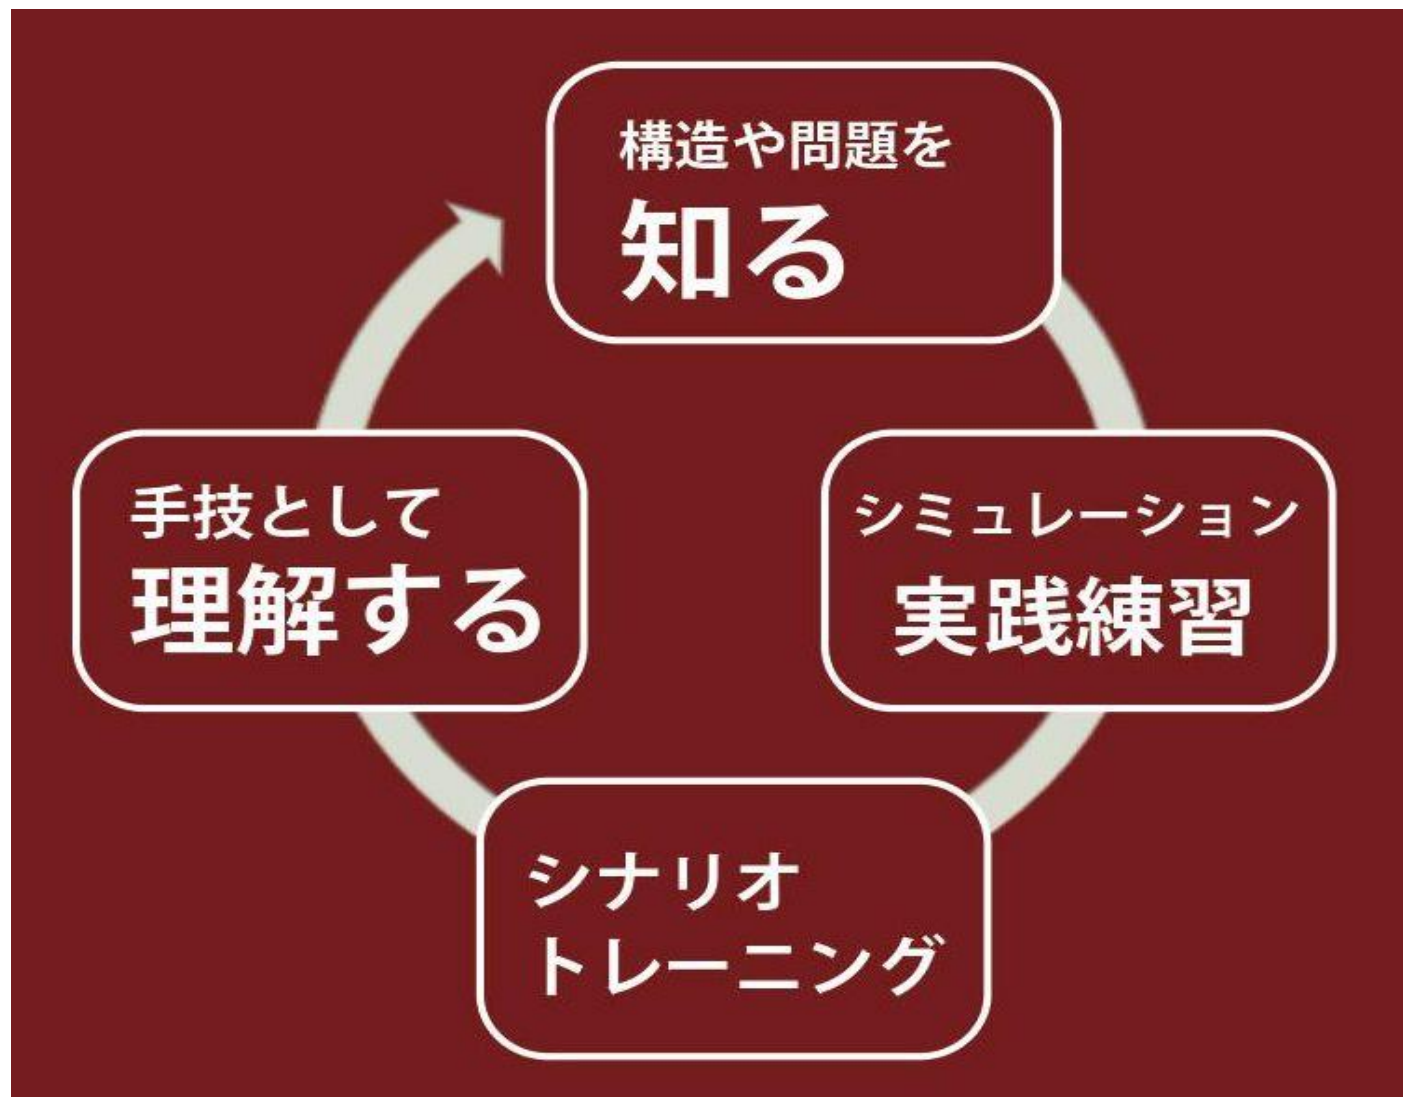 構造や問題を
知る
シミュレーション
実践練習
シナリオ
トレーニング
手技として
理解する